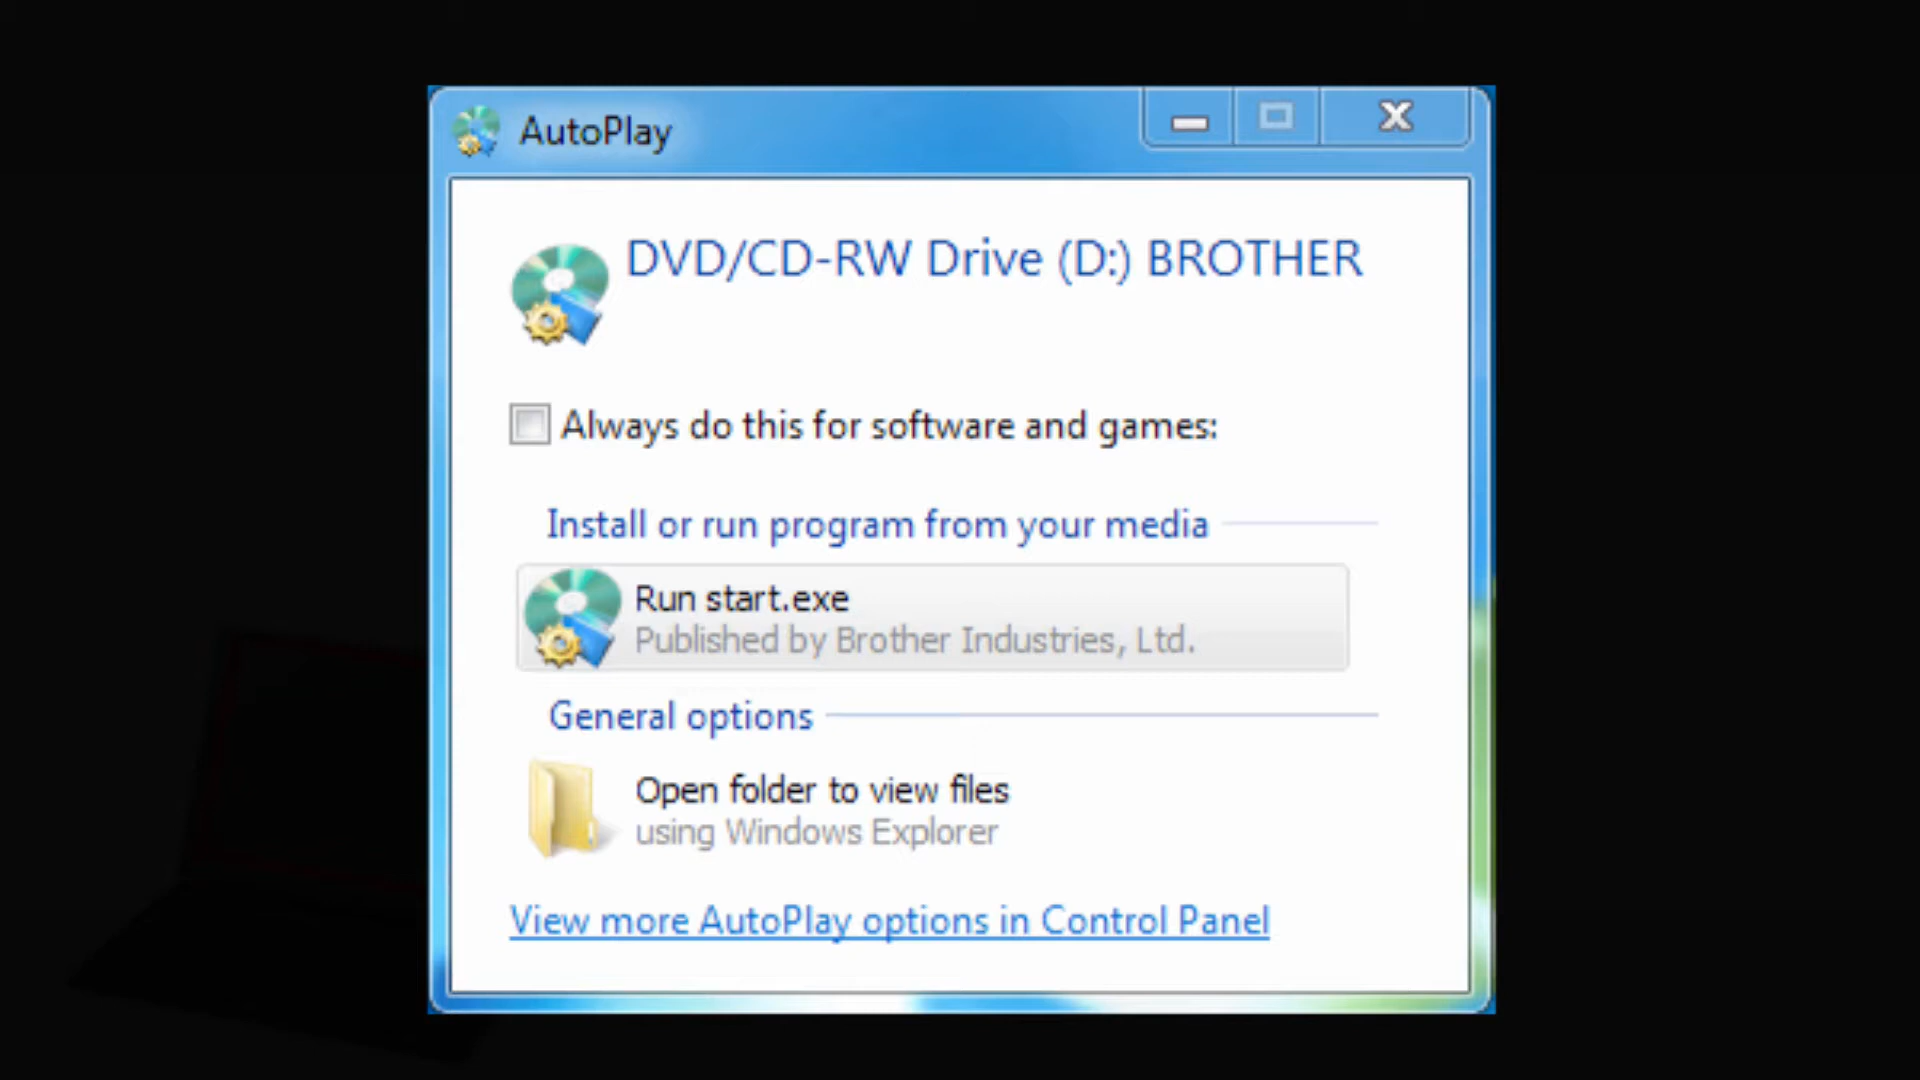 AutoPlay
DVD/CD-RW Drive (D:) BROTHER
Always do this for software and games:
Install or run program from your media
Run start.exe
Published by Brother Industries, Ltd.
General options
Open folder to view files
using Windows Explorer
View more AutoPlay options in Control Panel